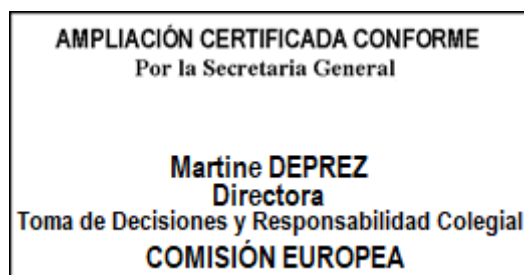 AMPLIACIÓN CERTIFICADA CONFORME
Por la Secretaria General
Martine DEPREZ
Directora
Toma de Decisiones y Responsabilidad Colegial
COMISIÓN EUROPEA